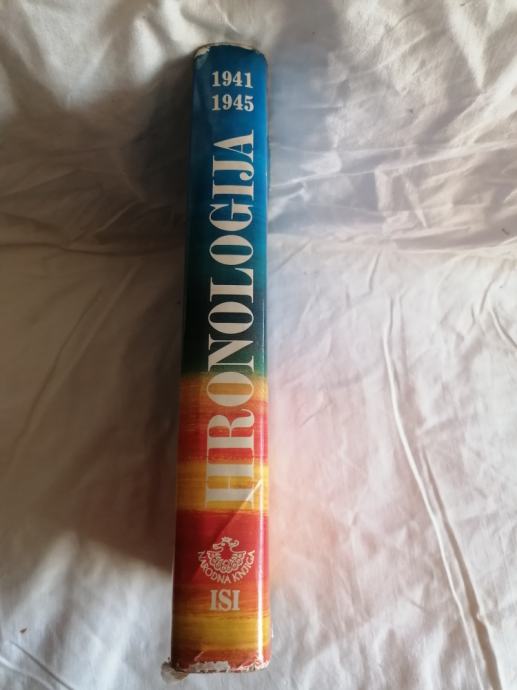 1941
1945
HRONOLOGIJA
NARODNA KNJIGA
ISI